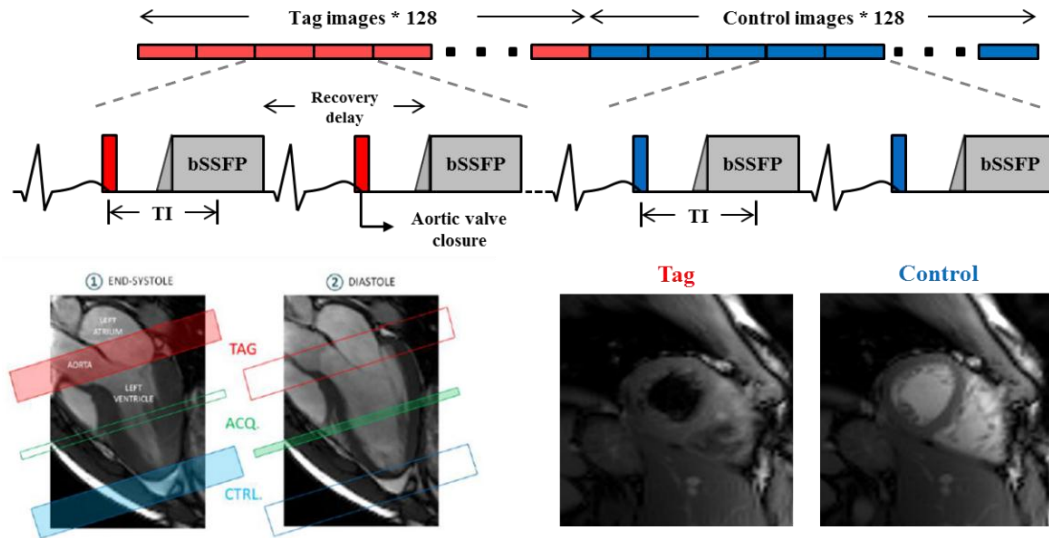 Tag images * 128
Control images * 128
Recovery
delay
bSSFP
bSSFP
bSSFP
bSSFP
TI
Aortic valve
closure
TI
1 END-SYSTOLE
2 DIASTOLE
Tag
Control
LEFT
ATRIUM
AORTA
LEFT
VENTRICLE
TAG
ACQ.
CTRL.